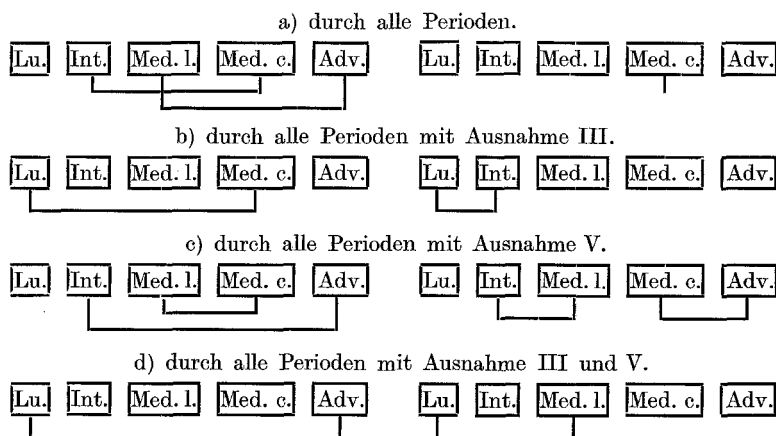 a) durch alle Perioden.
Lu. Int. Med. l. Med. c. Adv. Lu. Int. Med. l. Med. c. Adv.
b) durch alle Perioden mit Ausnahme III.
Lu. Int. Med. l. Med. c. Adv. Lu. Int. Med. l. Med. c. Adv.
c) durch alle Perioden mit Ausnahme V.
Lu. Int. Med. l. Med. c. Adv. Lu. Int. Med. l. Med. c. Adv.
d) durch alle Perioden mit Ausnahme III und V.
Lu. Int. Med. l. Med. c. Adv. Lu. Int. Med. l. Med. c. Adv.